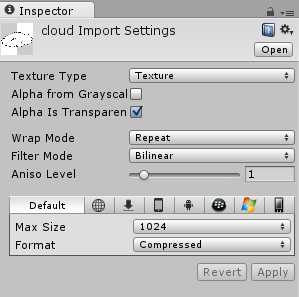 Inspector
cloud Import Settings
Open
Texture Type Texture
Alpha from Grayscal
Alpha Is Transparen
Wrap Mode Repeat
Filter Mode Bilinear
Aniso Level 1
Default
Max Size 1024
Format Compressed
Revert Apply